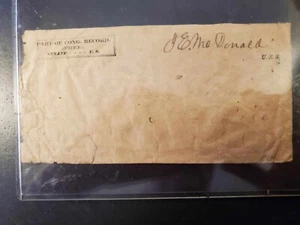 PART OF CONG. RECORD.
(FREE.)
J. E. McDonald
U. S. S.